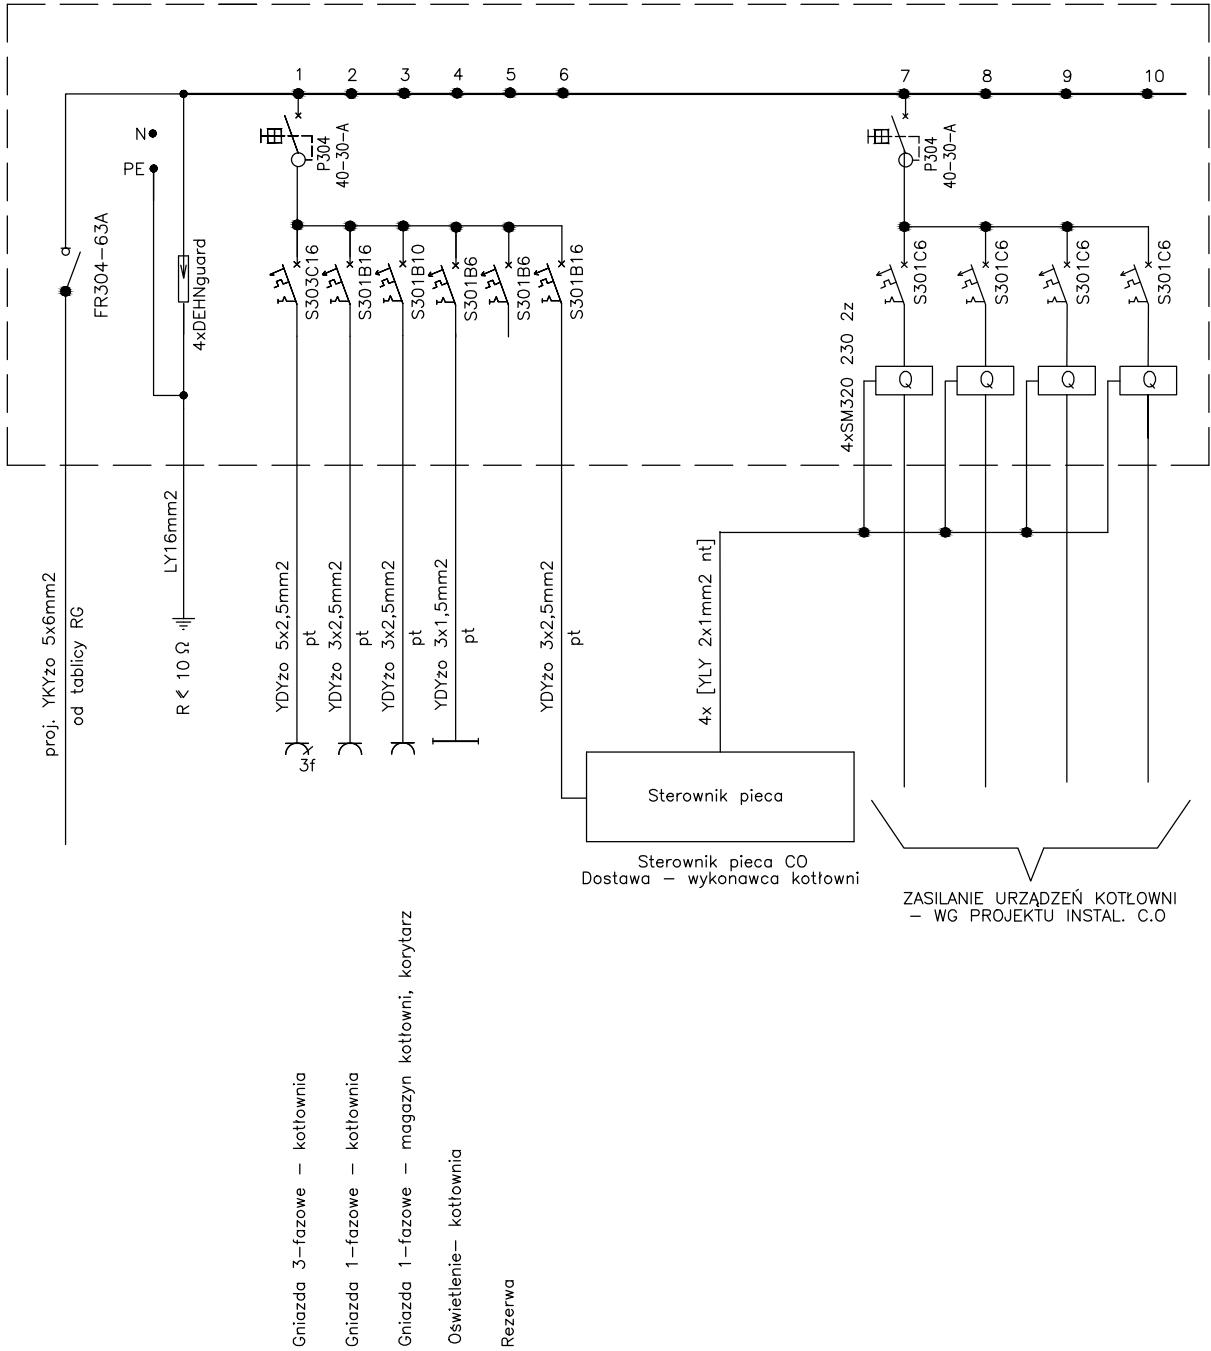 1 2 3 4 5 6 7 8 9 10
N
PE
FR304-63A
4xDEHNguard
P304
40-30-A
P304
40-30-A
S303C16
S301B16
S301B10
S301B6
S301B6
S301B16
S301C6
S301C6
S301C6
S301C6
4xSM320 230 2z
Q Q Q Q
proj. YKYżo 5x6mm2
od tablicy RG
LY16mm2
R ≤ 10 Ω
YDYżo 5x2,5mm2
pt
YDYżo 3x2,5mm2
pt
YDYżo 3x2,5mm2
pt
YDYżo 3x1,5mm2
pt
YDYżo 3x2,5mm2
pt
4x [YLY 2x1mm2 nt]
3f
Sterownik pieca
Sterownik pieca CO
Dostawa – wykonawca kotłowni
ZASILANIE URZĄDZEŃ KOTŁOWNI
– WG PROJEKTU INSTAL. C.O
Gniazda 3-fazowe – kotłownia
Gniazda 1-fazowe – kotłownia
Gniazda 1-fazowe – magazyn kotłowni, korytarz
Oświetlenie– kotłownia
Rezerwa